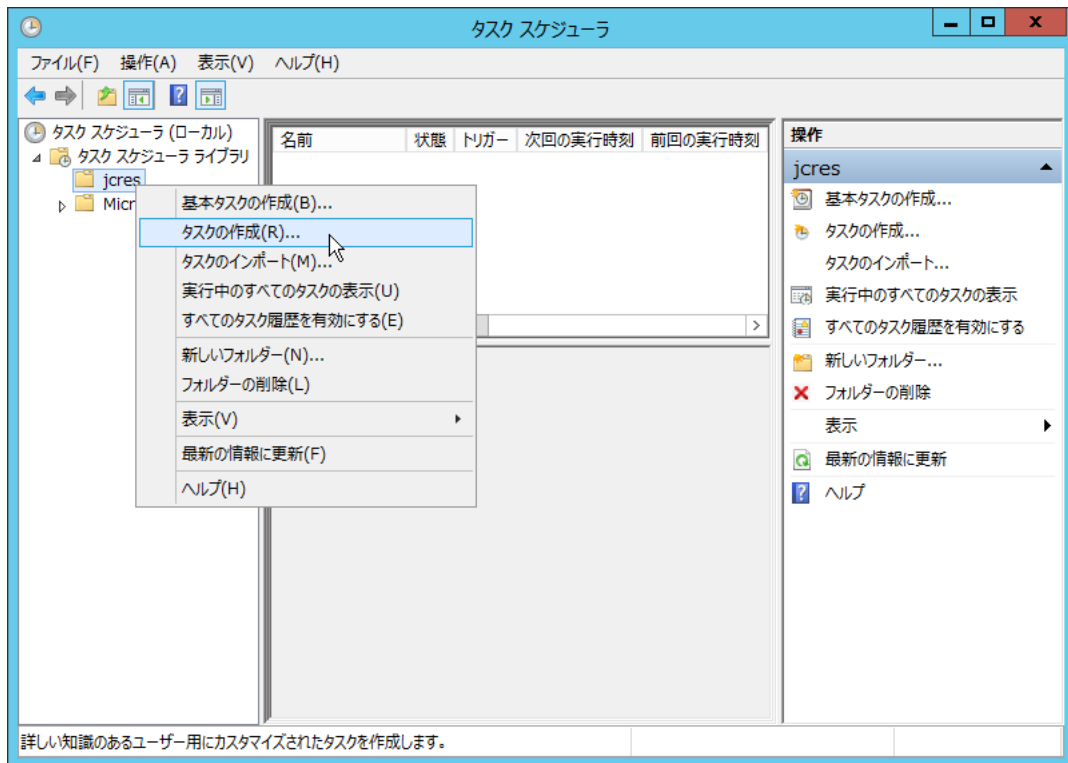 タスク スケジューラ
ファイル(F) 操作(A) 表示(V) ヘルプ(H)
タスク スケジューラ (ローカル)
タスク スケジューラ ライブラリ
jcres
Micr
基本タスクの作成(B)...
タスクの作成(R)...
タスクのインポート(M)...
実行中のすべてのタスクの表示(U)
すべてのタスク履歴を有効にする(E)
新しいフォルダー(N)...
フォルダーの削除(L)
表示(V)
最新の情報に更新(F)
ヘルプ(H)
名前 状態 トリガー 次回の実行時刻 前回の実行時刻
操作
jcres
基本タスクの作成...
タスクの作成...
タスクのインポート...
実行中のすべてのタスクの表示
すべてのタスク履歴を有効にする
新しいフォルダー...
フォルダーの削除
表示
最新の情報に更新
ヘルプ
詳しい知識のあるユーザー用にカスタマイズされたタスクを作成します。